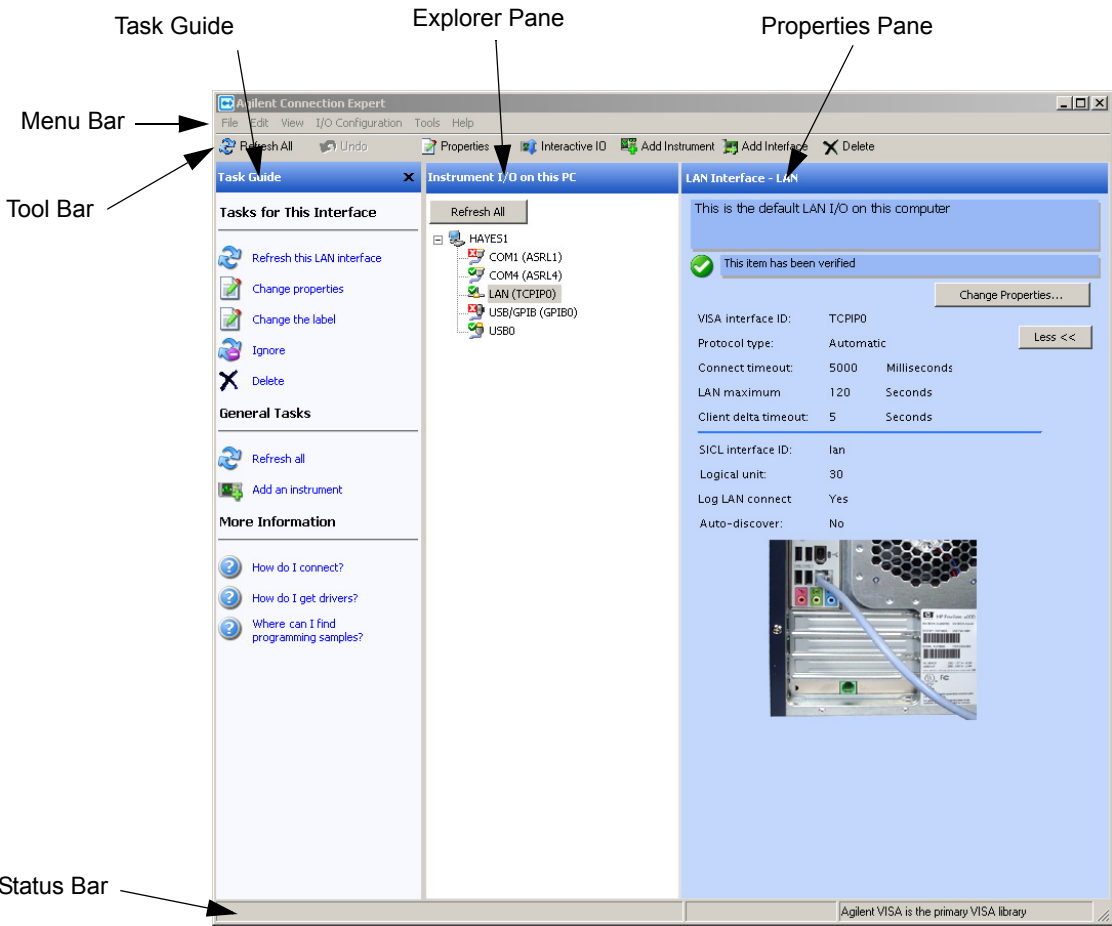 Task Guide
Explorer Pane
Properties Pane
Menu Bar
Tool Bar
Status Bar
Agilent Connection Expert
File Edit View I/O Configuration Tools Help
Refresh All Undo Properties Interactive IO Add Instrument Add Interface Delete
Task Guide
Tasks for This Interface
Refresh this LAN interface
Change properties
Change the label
Ignore
Delete
General Tasks
Refresh all
Add an instrument
More Information
How do I connect?
How do I get drivers?
Where can I find
programming samples?
Instrument I/O on this PC
Refresh All
HAYES1
COM1 (ASRL1)
COM4 (ASRL4)
LAN (TCPIP0)
USB/GPIB (GPIB0)
USB0
LAN Interface - LAN
This is the default LAN I/O on this computer
This item has been verified
Change Properties...
VISA interface ID: TCPIP0
Less <<
Protocol type: Automatic
Connect timeout: 5000 Milliseconds
LAN maximum 120 Seconds
Client delta timeout: 5 Seconds
SICL interface ID: lan
Logical unit: 30
Log LAN connect Yes
Auto-discover: No
Agilent VISA is the primary VISA library